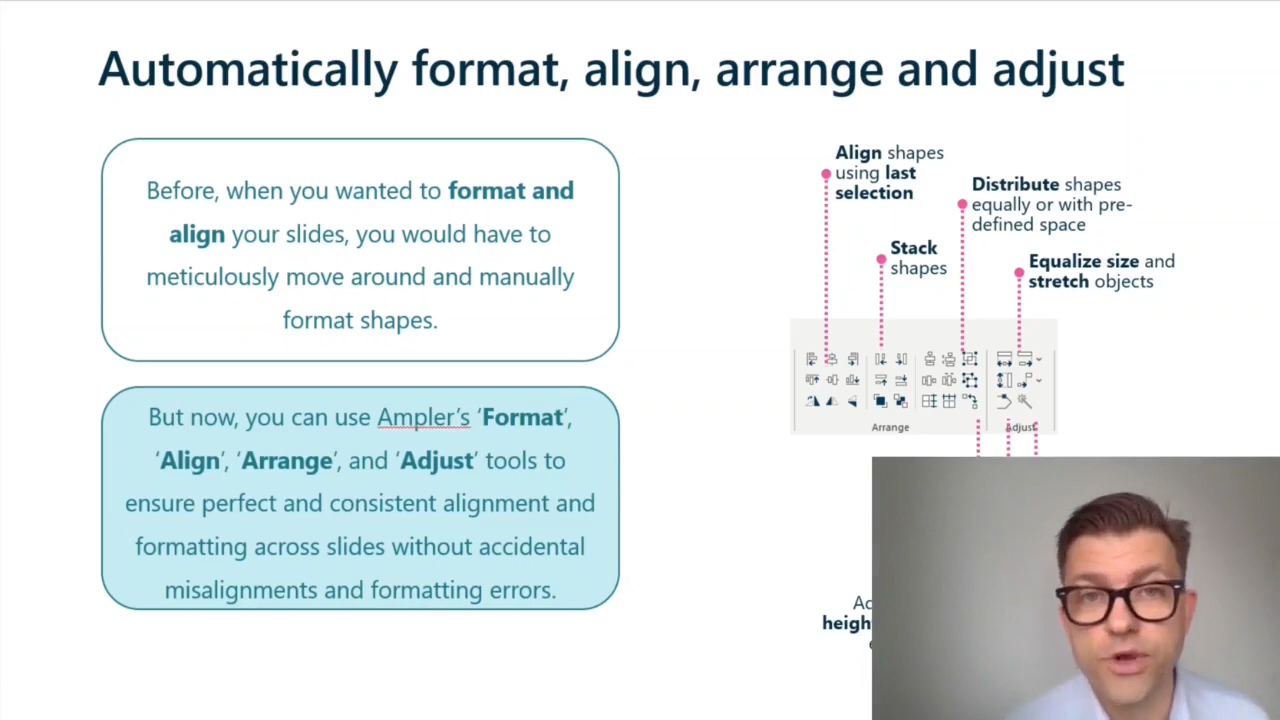 Automatically format, align, arrange and adjust
Before, when you wanted to format and
align your slides, you would have to
meticulously move around and manually
format shapes.
But now, you can use Ampler’s ‘Format’,
‘Align’, ‘Arrange’, and ‘Adjust’ tools to
ensure perfect and consistent alignment and
formatting across slides without accidental
misalignments and formatting errors.
Align shapes
using last
selection
Distribute shapes
equally or with pre-
defined space
Stack
shapes
Equalize size and
stretch objects
Arrange
Adjust